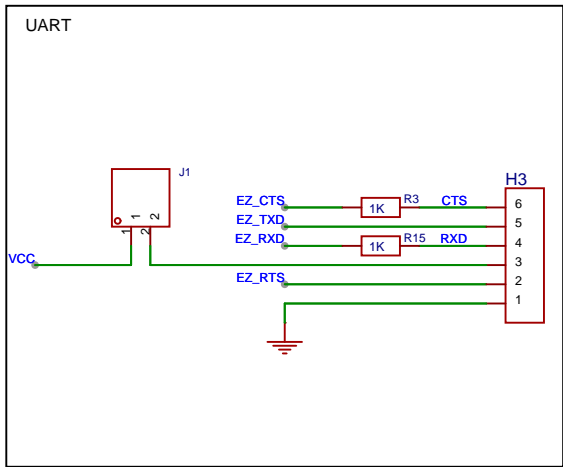 UART
J1
1 2
1 2
VCC
EZ_CTS
R3
1K
CTS
EZ_TXD
EZ_RXD
R15
1K
RXD
EZ_RTS
H3
6
5
4
3
2
1